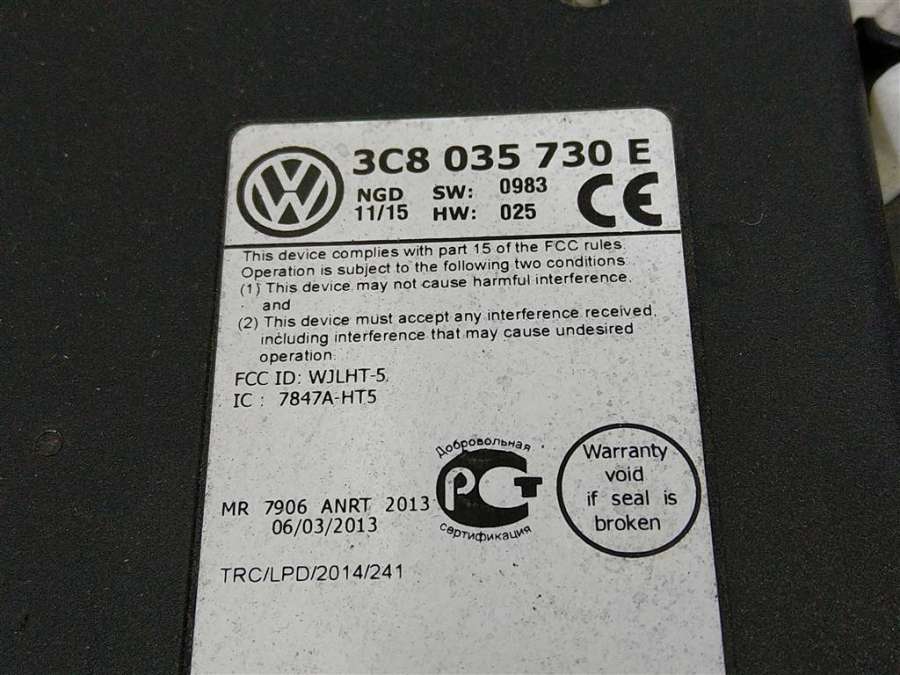 3C8 035 730 E
NGD SW: 0983
11/15 HW: 025
CE
This device complies with part 15 of the FCC rules.
Operation is subject to the following two conditions
(1) This device may not cause harmful interference,
and
(2) This device must accept any interference received,
including interference that may cause undesired
operation.
FCC ID: WJLHT-5
IC : 7847A-HT5
MR 7906 ANRT 2013
06/03/2013
TRC/LPD/2014/241
Добровольная
РСТ
сертификация
Warranty
void
if seal is
broken